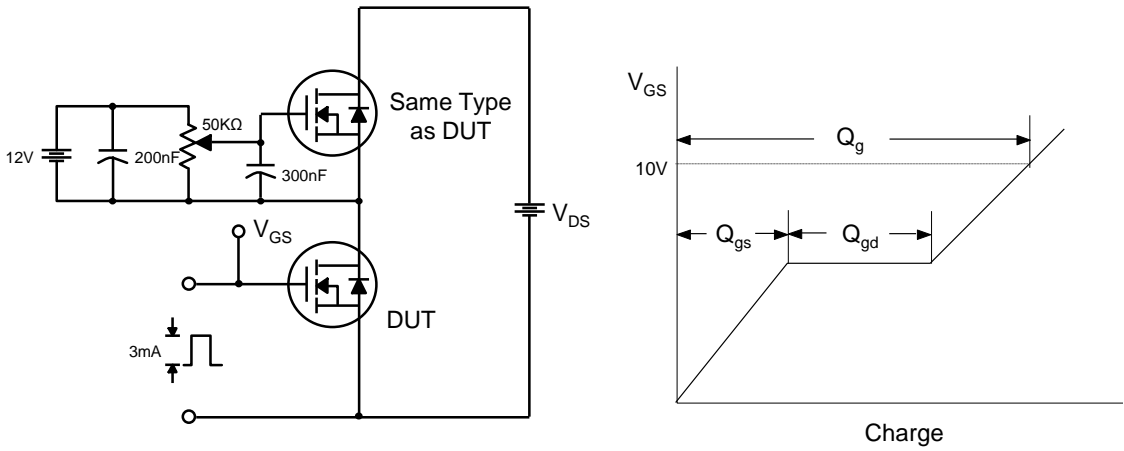 Same Type
as DUT
50KΩ
12V
200nF
300nF
V_GS
V_DS
DUT
3mA
V_GS
Q_g
10V
Q_gs
Q_gd
Charge